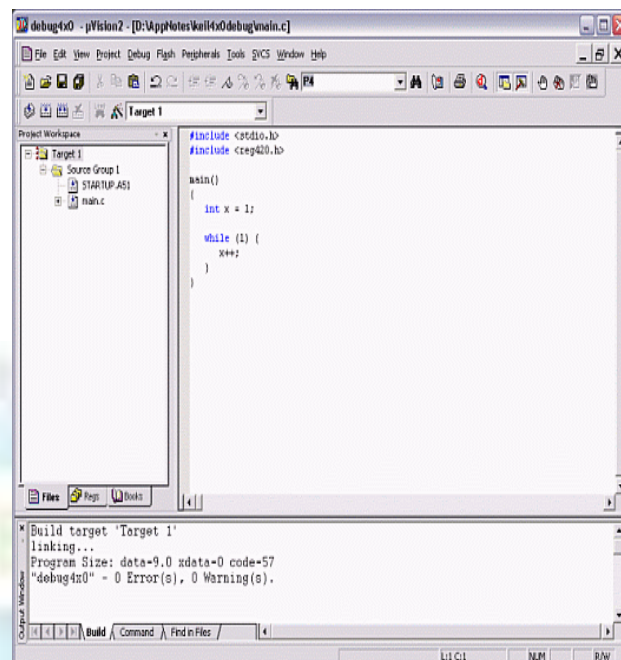 debug4x0 - µVision2 - [D:\AppNotes\keil4x0debug\main.c]
File Edit View Project Debug Flash Peripherals Tools SVCS Window Help
P4
Target 1
Project Workspace
Target 1
Source Group 1
STARTUP.A51
main.c
#include <stdio.h>
#include <reg420.h>
main()
{
int x = 1;
while (1) {
x++;
}
}
Files Regs Books
Build target 'Target 1'
linking...
Program Size: data=9.0 xdata=0 code=57
"debug4x0" - 0 Error(s), 0 Warning(s).
Output Window
Build Command Find in Files
L:1 C:1 NUM R/W